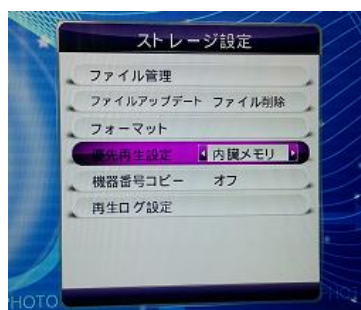 ストレージ設定
ファイル管理
ファイルアップデート ファイル削除
フォーマット
優先再生設定 内臓メモリ
機器番号コピー オフ
再生ログ設定
PHOTO